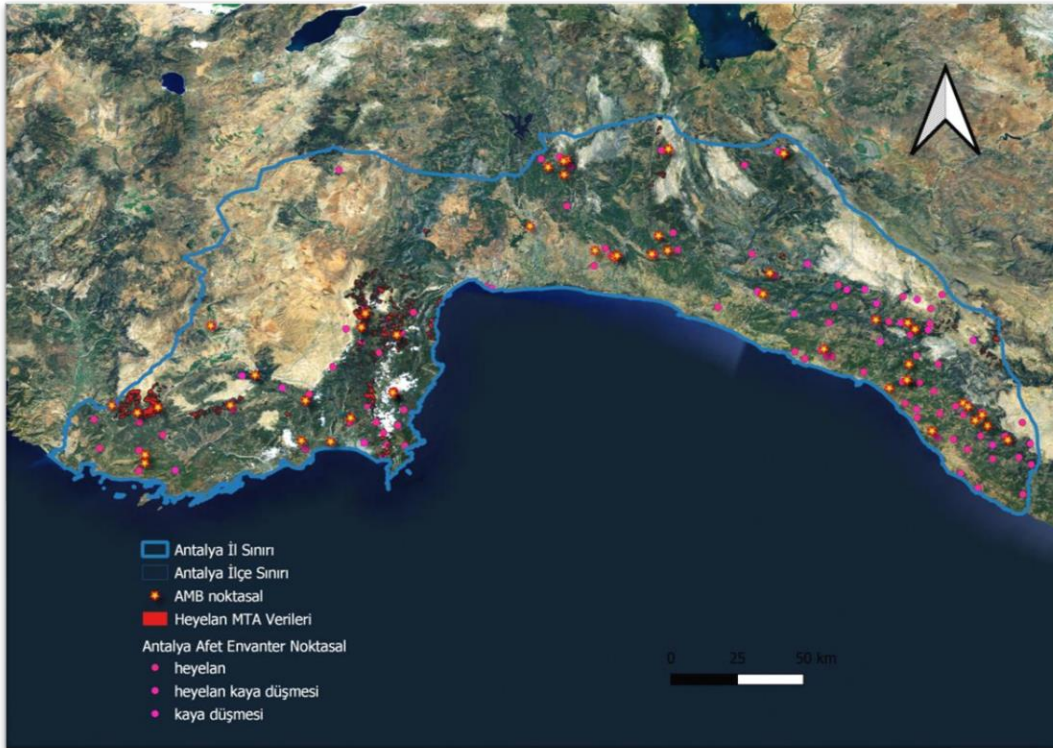 Antalya İl Sınırı
Antalya İlçe Sınırı
AMB noktasal
Heyelan MTA Verileri
Antalya Afet Envanter Noktasal
heyelan
heyelan kaya düşmesi
kaya düşmesi
0 25 50 km